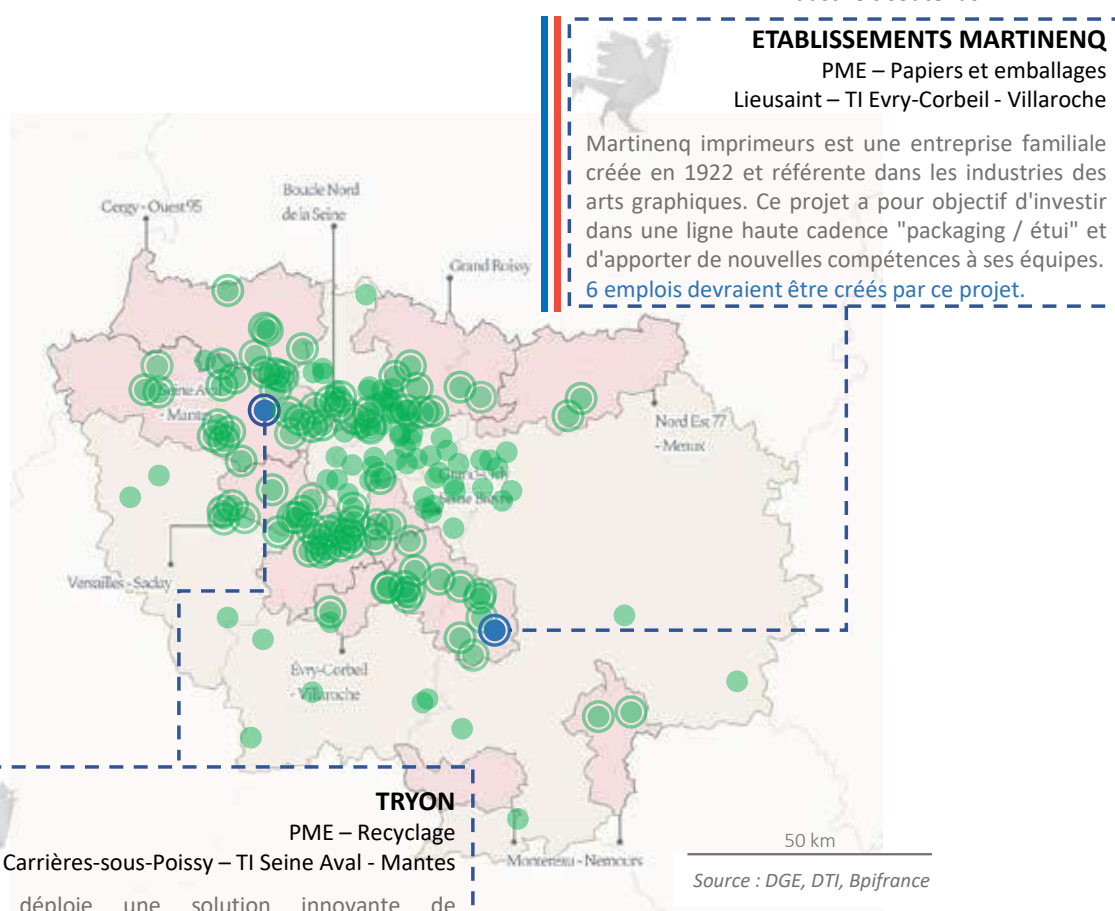 ETABLISSEMENTS MARTINENQ
PME – Papiers et emballages
Lieusaint – TI Evry-Corbeil - Villaroche
Martinenq imprimeurs est une entreprise familiale
créée en 1922 et référente dans les industries des
arts graphiques. Ce projet a pour objectif d'investir
dans une ligne haute cadence "packaging / étui" et
d'apporter de nouvelles compétences à ses équipes.
6 emplois devraient être créés par ce projet.
Boucle Nord
de la Seine
Cergy - Ouest 95
Grand Roissy
Seine Aval
- Mantes
Nord Est 77
- Meaux
Versailles - Saclay
Évry-Corbeil
- Villaroche
Montereau - Nemours
50 km
Source : DGE, DTI, Bpifrance
TRYON
PME – Recyclage
Carrières-sous-Poissy – TI Seine Aval - Mantes
déploie une solution innovante de